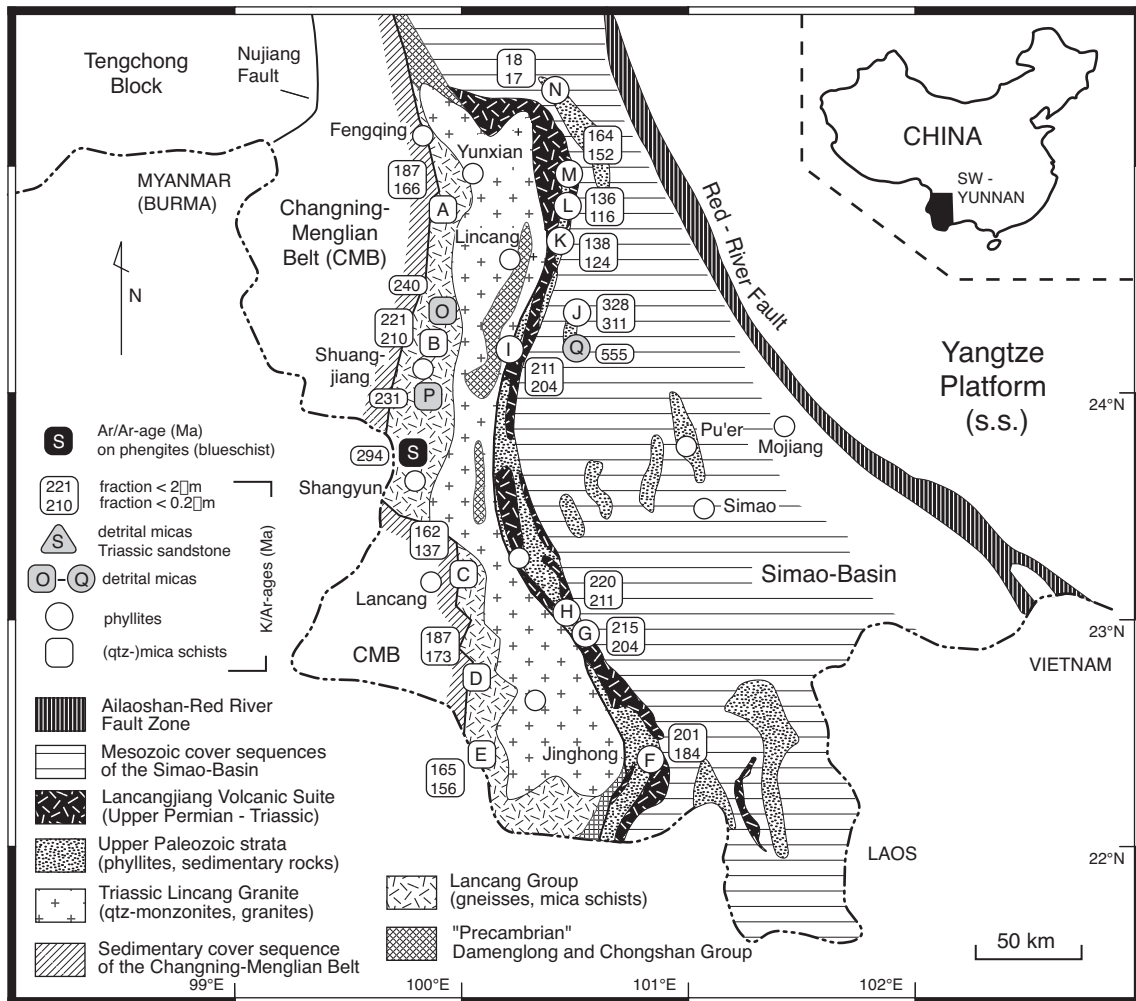 Tengchong
Block
Nujiang
Fault
18
17
N
CHINA
SW -
YUNNAN
Fengqing
Yunxian
164
152
M
MYANMAR
(BURMA)
187
166
A
L
136
116
Changning-
Menglian
Belt (CMB)
Lincang
K
138
124
Red - River Fault
N
240
O
J
328
311
221
210
B
I
Q
555
Shuang-
jiang
211
204
Yangtze
Platform
(s.s.)
231
P
24°N
Pu'er
Mojiang
S
Ar/Ar-age (Ma)
on phengites (blueschist)
294
S
221
210
fraction < 2▯m
fraction < 0.2▯m
Shangyun
Simao
S
detrital micas
Triassic sandstone
K/Ar-ages (Ma)
162
137
O
-
Q
detrital micas
C
Simao-Basin
220
211
phyllites
Lancang
H
G
215
204
23°N
(qtz-)mica schists
187
173
CMB
D
VIETNAM
Ailaoshan-Red River
Fault Zone
Mesozoic cover sequences
of the Simao-Basin
E
Jinghong
F
201
184
165
156
Lancangjiang Volcanic Suite
(Upper Permian - Triassic)
Upper Paleozoic strata
(phyllites, sedimentary rocks)
LAOS
22°N
Triassic Lincang Granite
(qtz-monzonites, granites)
Lancang Group
(gneisses, mica schists)
Sedimentary cover sequence
of the Changning-Menglian Belt
"Precambrian"
Damenglong and Chongshan Group
50 km
99°E
100°E
101°E
102°E